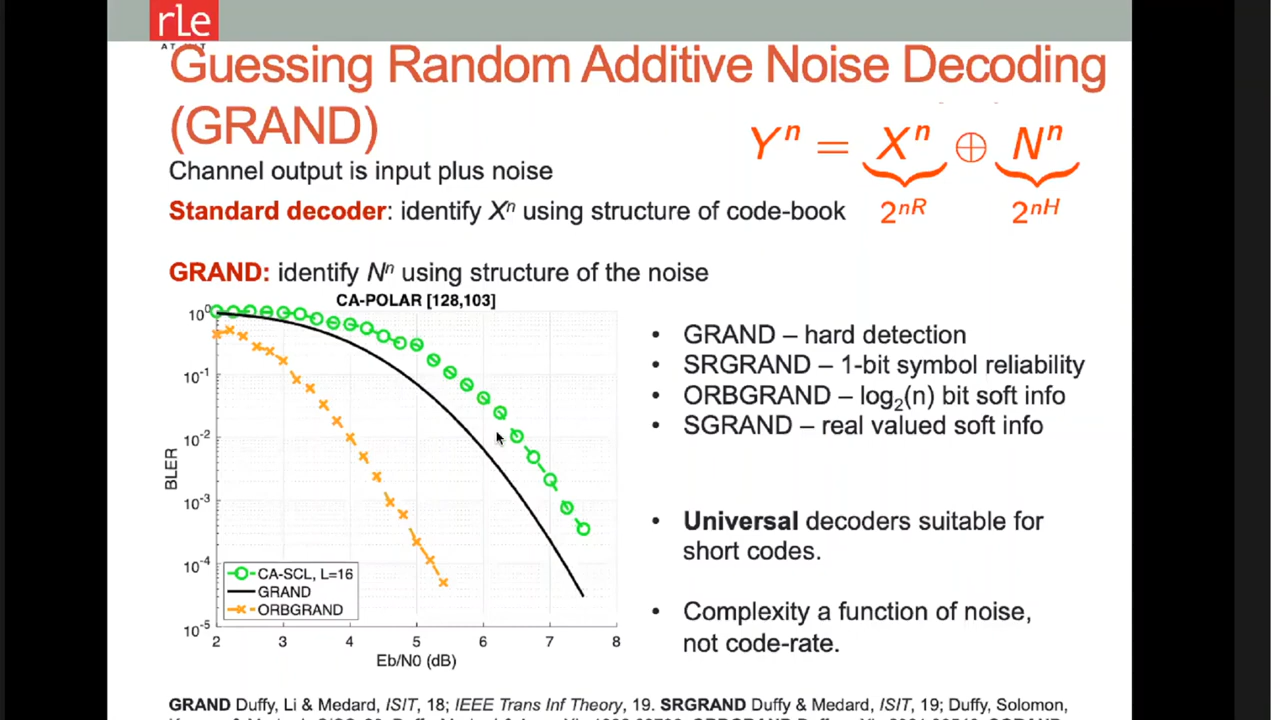 rLe
AT MIT
Guessing Random Additive Noise Decoding
(GRAND)
Yⁿ = Xⁿ ⊕ Nⁿ
2ⁿᴿ 2ⁿᴴ
Channel output is input plus noise
Standard decoder: identify Xⁿ using structure of code-book
GRAND: identify Nⁿ using structure of the noise
CA-POLAR [128,103]
10⁰
10⁻¹
10⁻²
10⁻³
10⁻⁴
10⁻⁵
BLER
CA-SCL, L=16
GRAND
ORBGRAND
2 3 4 5 6 7 8
Eb/N0 (dB)
• GRAND – hard detection
• SRGRAND – 1-bit symbol reliability
• ORBGRAND – log₂(n) bit soft info
• SGRAND – real valued soft info
• Universal decoders suitable for
short codes.
• Complexity a function of noise,
not code-rate.
GRAND Duffy, Li & Medard, ISIT, 18; IEEE Trans Inf Theory, 19. SRGRAND Duffy & Medard, ISIT, 19; Duffy, Solomon,